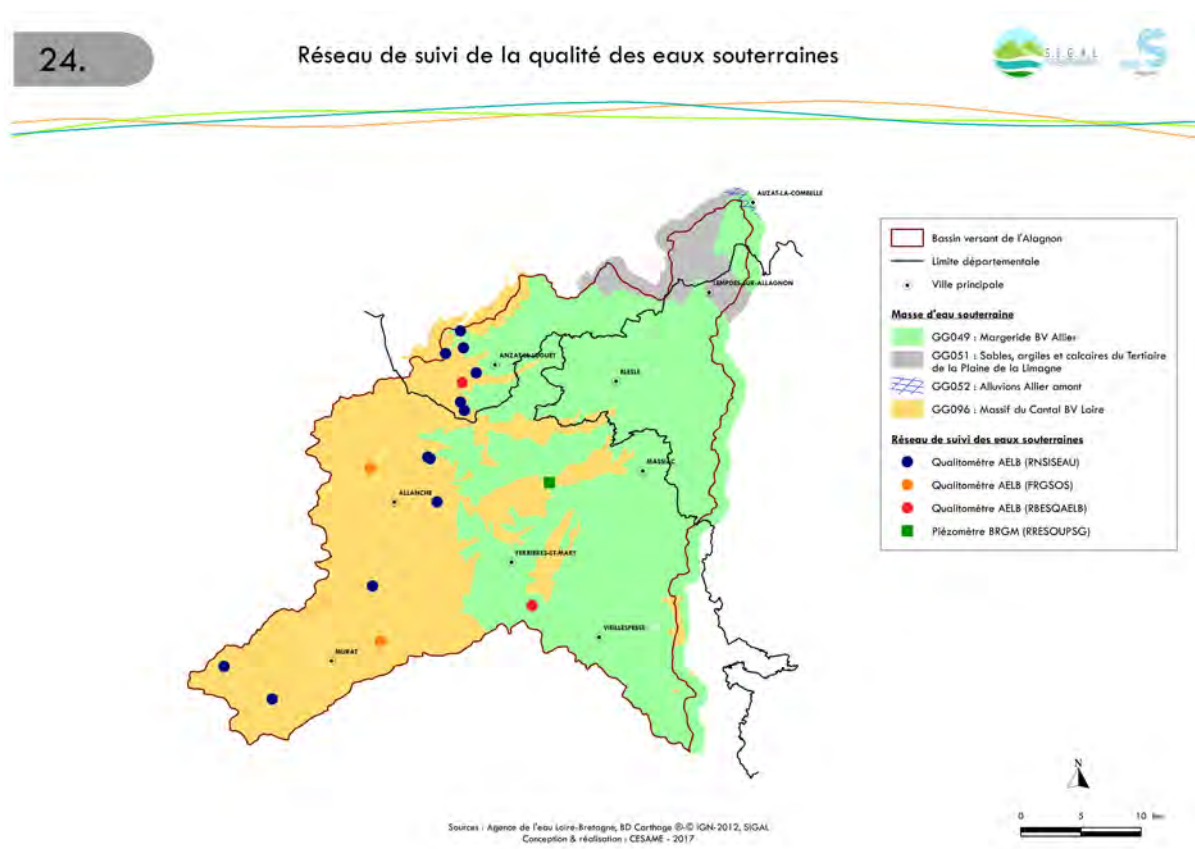 24.
Réseau de suivi de la qualité des eaux souterraines
S.I.G.A.L
AUZAT-LA-COMBELLE
LEMPDES-SUR-ALLAGNON
ANZAT-LE-LUGUET
BLESLE
MASSIAC
ALLANCHE
FERRIERES-ST-MARY
VIEILLESPESSE
MURAT
Bassin versant de l'Alagnon
Limite départementale
Ville principale
Masse d'eau souterraine
GG049 : Margeride BV Allier
GG051 : Sables, argiles et calcaires du Tertiaire
de la Plaine de la Limagne
GG052 : Alluvions Allier amont
GG096 : Massif du Cantal BV Loire
Réseau de suivi des eaux souterraines
Qualitomètre AELB (RNSISEAU)
Qualitomètre AELB (FRGSOS)
Qualitomètre AELB (RBESQAELB)
Piézomètre BRGM (RRESOUPSG)
N
0 5 10 km
Sources : Agence de l'eau Loire-Bretagne, BD Carthage ®-© IGN-2012, SIGAL
Conception & réalisation : CESAME - 2017